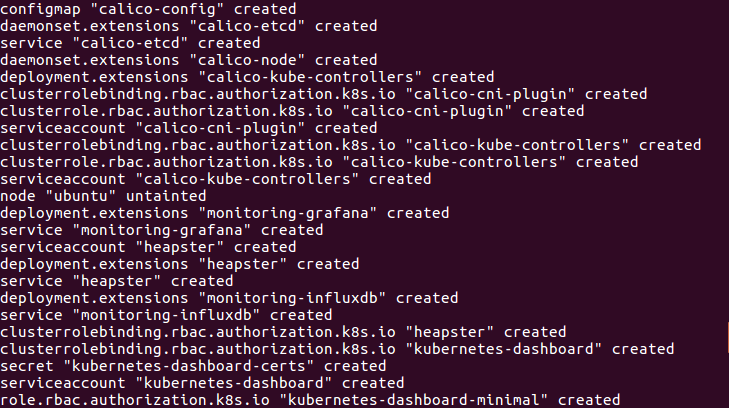 configmap "calico-config" created
daemonset.extensions "calico-etcd" created
service "calico-etcd" created
daemonset.extensions "calico-node" created
deployment.extensions "calico-kube-controllers" created
clusterrolebinding.rbac.authorization.k8s.io "calico-cni-plugin" created
clusterrole.rbac.authorization.k8s.io "calico-cni-plugin" created
serviceaccount "calico-cni-plugin" created
clusterrolebinding.rbac.authorization.k8s.io "calico-kube-controllers" created
clusterrole.rbac.authorization.k8s.io "calico-kube-controllers" created
serviceaccount "calico-kube-controllers" created
node "ubuntu" untainted
deployment.extensions "monitoring-grafana" created
service "monitoring-grafana" created
serviceaccount "heapster" created
deployment.extensions "heapster" created
service "heapster" created
deployment.extensions "monitoring-influxdb" created
service "monitoring-influxdb" created
clusterrolebinding.rbac.authorization.k8s.io "heapster" created
clusterrolebinding.rbac.authorization.k8s.io "kubernetes-dashboard" created
secret "kubernetes-dashboard-certs" created
serviceaccount "kubernetes-dashboard" created
role.rbac.authorization.k8s.io "kubernetes-dashboard-minimal" created